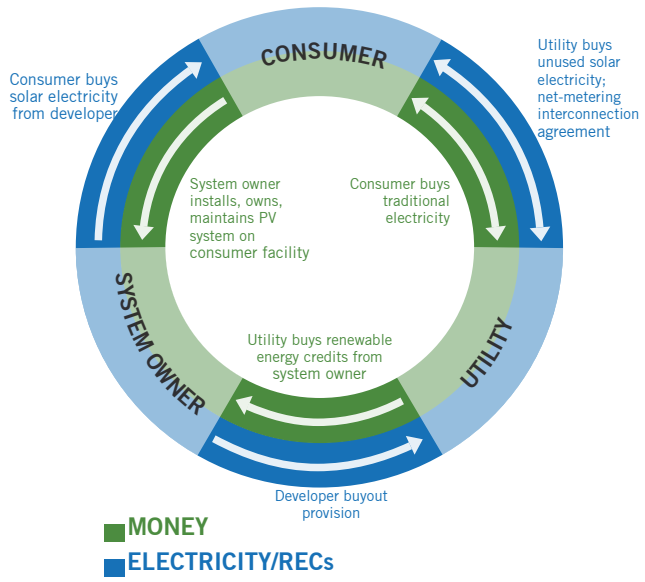 CONSUMER
Consumer buys
solar electricity
from developer
Utility buys
unused solar
electricity;
net-metering
interconnection
agreement
System owner
installs, owns,
maintains PV
system on
consumer facility
Consumer buys
traditional
electricity
SYSTEM OWNER
UTILITY
Utility buys renewable
energy credits from
system owner
Developer buyout
provision
MONEY
ELECTRICITY/RECs